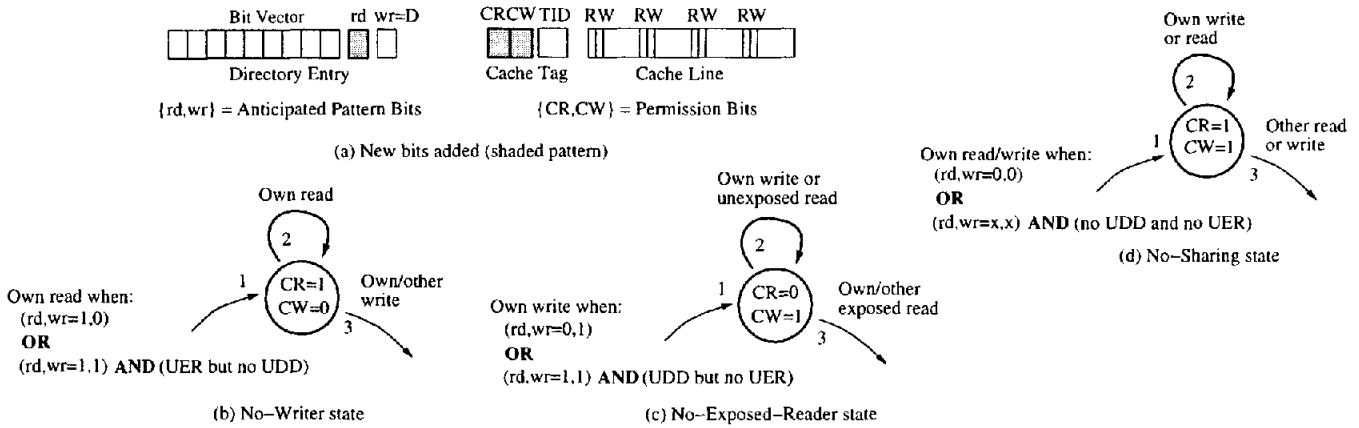 Bit Vector rd wr=D
Directory Entry
{rd,wr} = Anticipated Pattern Bits
CR CW TID RW RW RW RW
Cache Tag Cache Line
{CR,CW} = Permission Bits
(a) New bits added (shaded pattern)
Own read
2
1
CR=1
CW=0
Own/other
write
3
Own read when:
(rd,wr=1,0)
OR
(rd,wr=1,1) AND (UER but no UDD)
(b) No-Writer state
Own write or
unexposed read
2
1
CR=0
CW=1
Own/other
exposed read
3
Own write when:
(rd,wr=0,1)
OR
(rd,wr=1,1) AND (UDD but no UER)
(c) No-Exposed-Reader state
Own write
or read
2
1
CR=1
CW=1
Other read
or write
3
Own read/write when:
(rd,wr=0,0)
OR
(rd,wr=x,x) AND (no UDD and no UER)
(d) No-Sharing state